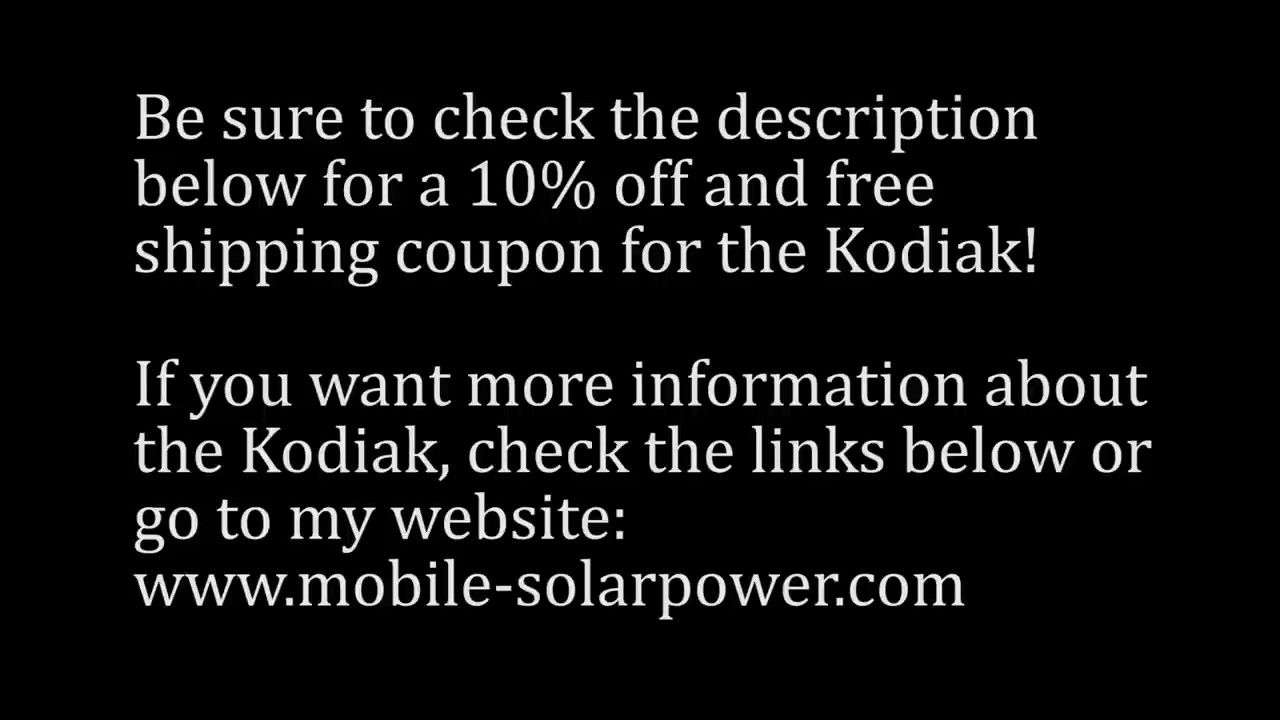 Be sure to check the description
below for a 10% off and free
shipping coupon for the Kodiak!
If you want more information about
the Kodiak, check the links below or
go to my website:
www.mobile-solarpower.com